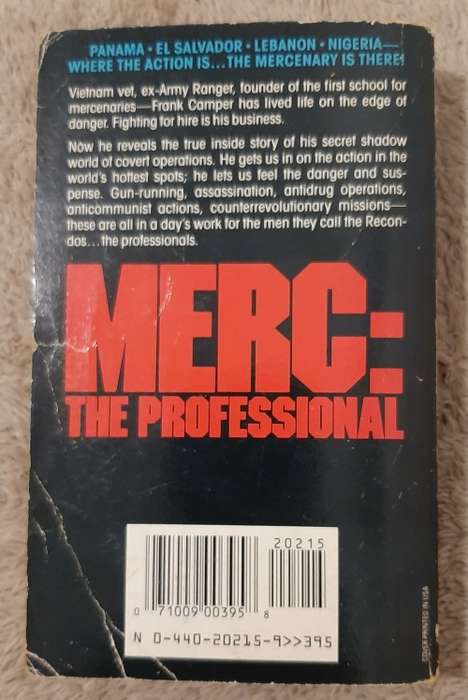 PANAMA • EL SALVADOR • LEBANON • NIGERIA—
WHERE THE ACTION IS...THE MERCENARY IS THERE!
Vietnam vet, ex-Army Ranger, founder of the first school for
mercenaries—Frank Camper has lived life on the edge of
danger. Fighting for hire is his business.
Now he reveals the true inside story of his secret shadow
world of covert operations. He gets us in on the action in the
world's hottest spots; he lets us feel the danger and sus-
pense. Gun-running, assassination, antidrug operations,
anticommunist actions, counterrevolutionary missions—
these are all in a day's work for the men they call the Recon-
dos...the professionals.
MERC:
THE PROFESSIONAL
20215
0 71009 00395 8
N 0-440-20215-9>>395
COVER PRINTED IN USA